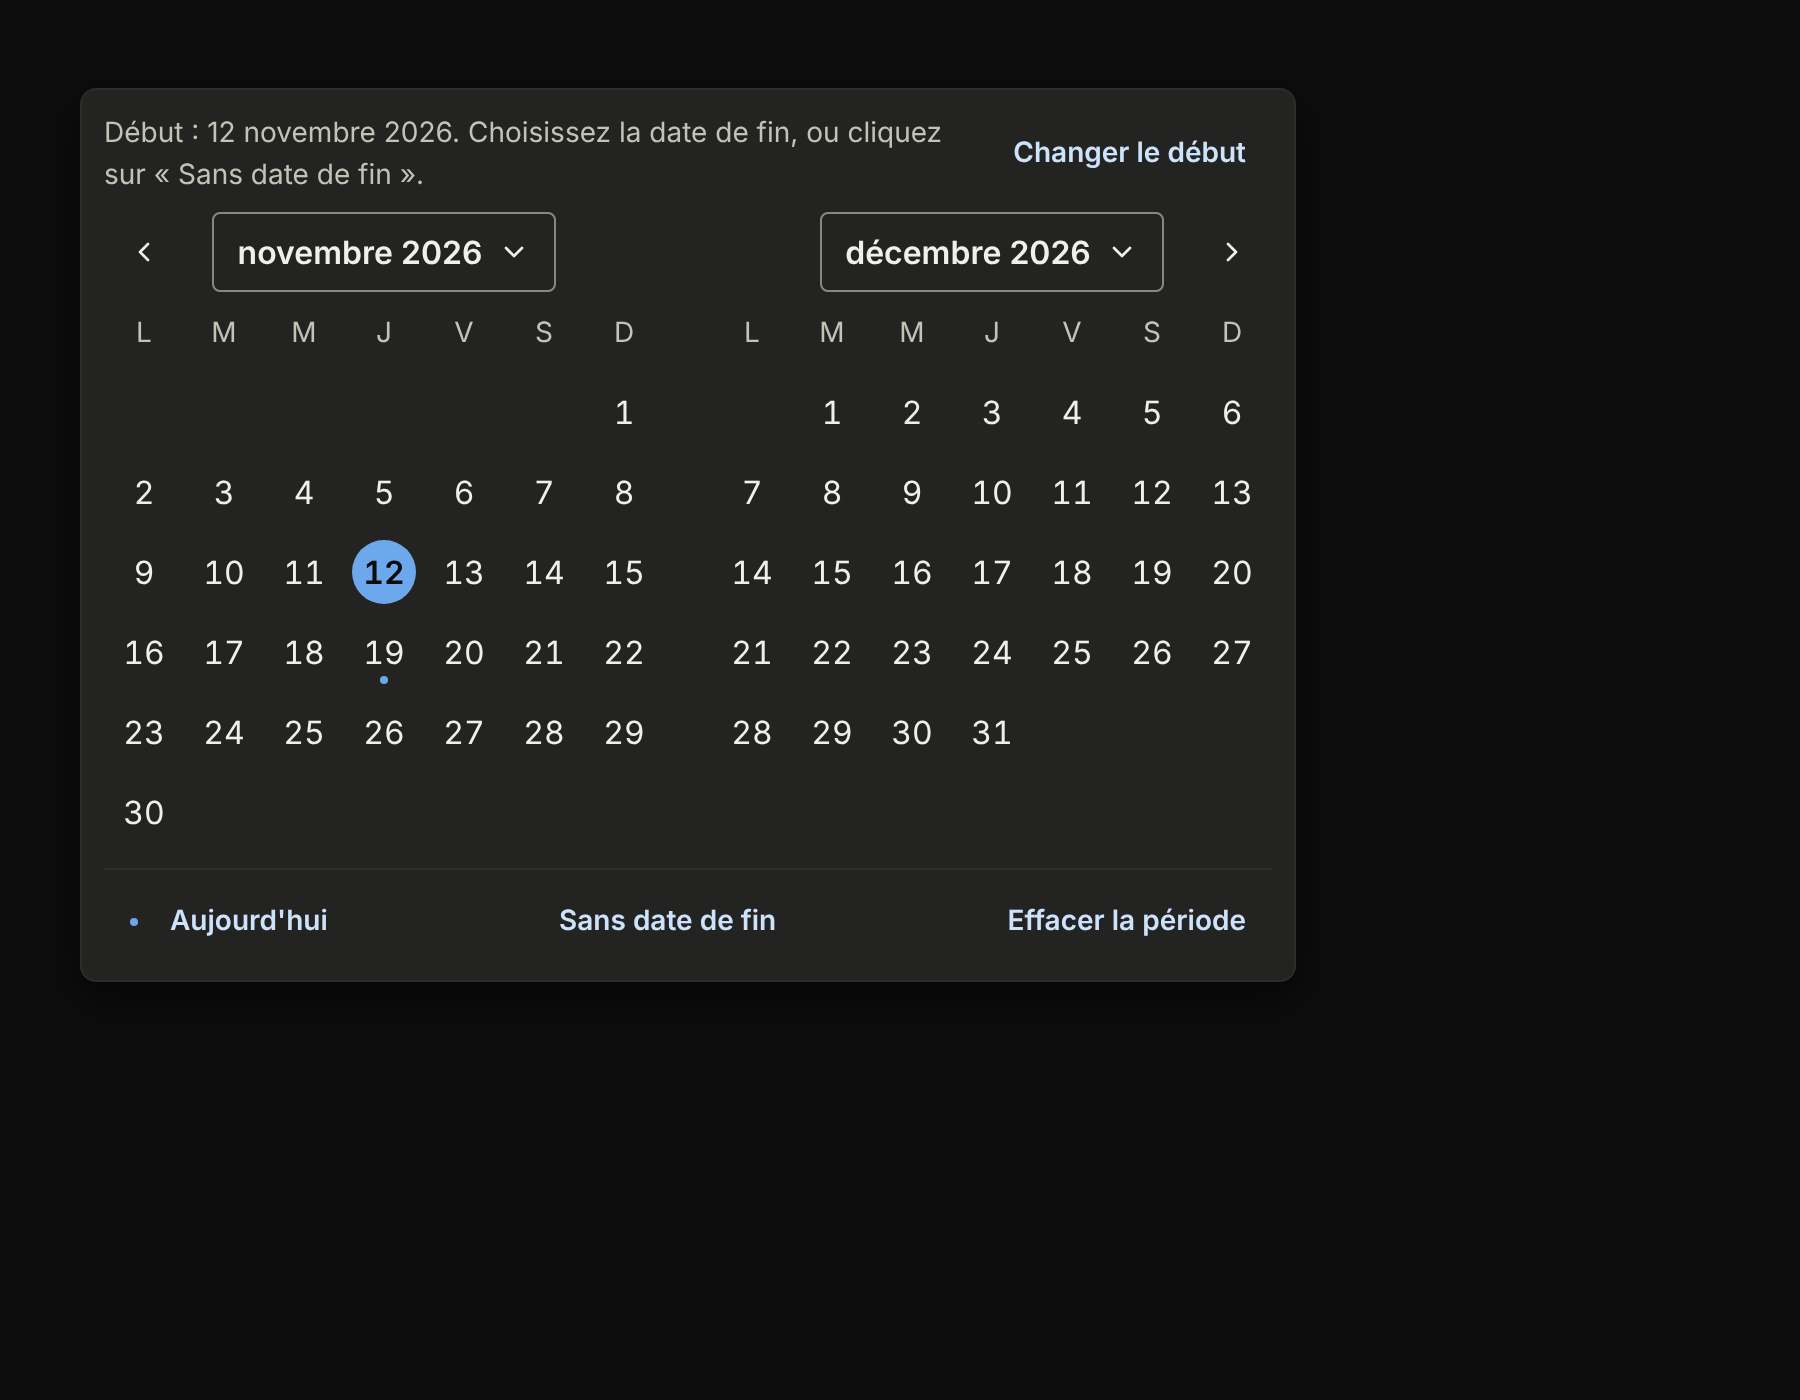 Début : 12 novembre 2026. Choisissez la date de fin, ou cliquez
sur « Sans date de fin ».
Changer le début
novembre 2026
L M M J V S D
1
2 3 4 5 6 7 8
9 10 11 12 13 14 15
16 17 18 19 20 21 22
23 24 25 26 27 28 29
30
décembre 2026
L M M J V S D
1 2 3 4 5 6
7 8 9 10 11 12 13
14 15 16 17 18 19 20
21 22 23 24 25 26 27
28 29 30 31
Aujourd'hui
Sans date de fin
Effacer la période